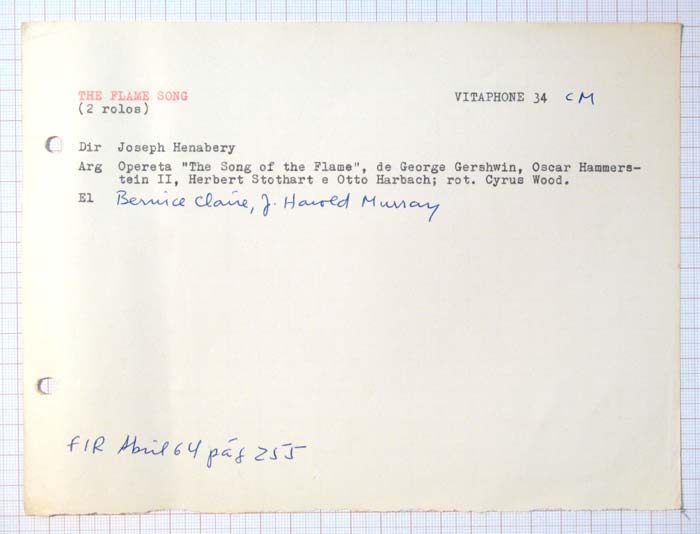 THE FLAME SONG VITAPHONE 34 CM
(2 rolos)
Dir Joseph Henabery
Arg Opereta "The Song of the Flame", de George Gershwin, Oscar Hammers-
tein II, Herbert Stothart e Otto Harbach; rot. Cyrus Wood.
El Bernice Claire, J. Harold Murray
FIR Abril 64 pág 255